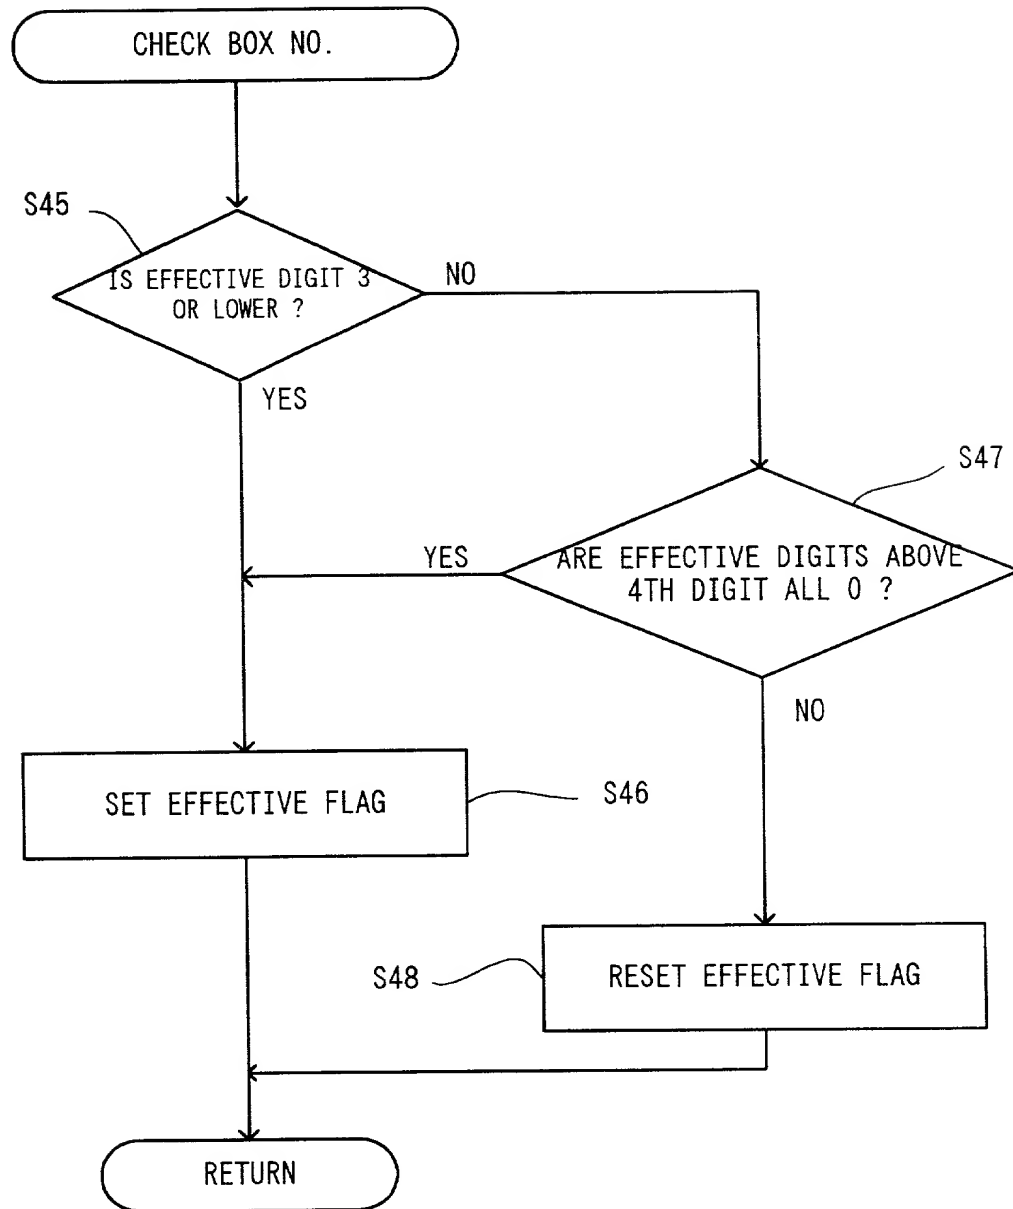 CHECK BOX NO.
S45
IS EFFECTIVE DIGIT 3
OR LOWER ?
NO
YES
S47
ARE EFFECTIVE DIGITS ABOVE
4TH DIGIT ALL 0 ?
YES
NO
SET EFFECTIVE FLAG
S46
RESET EFFECTIVE FLAG
S48
RETURN